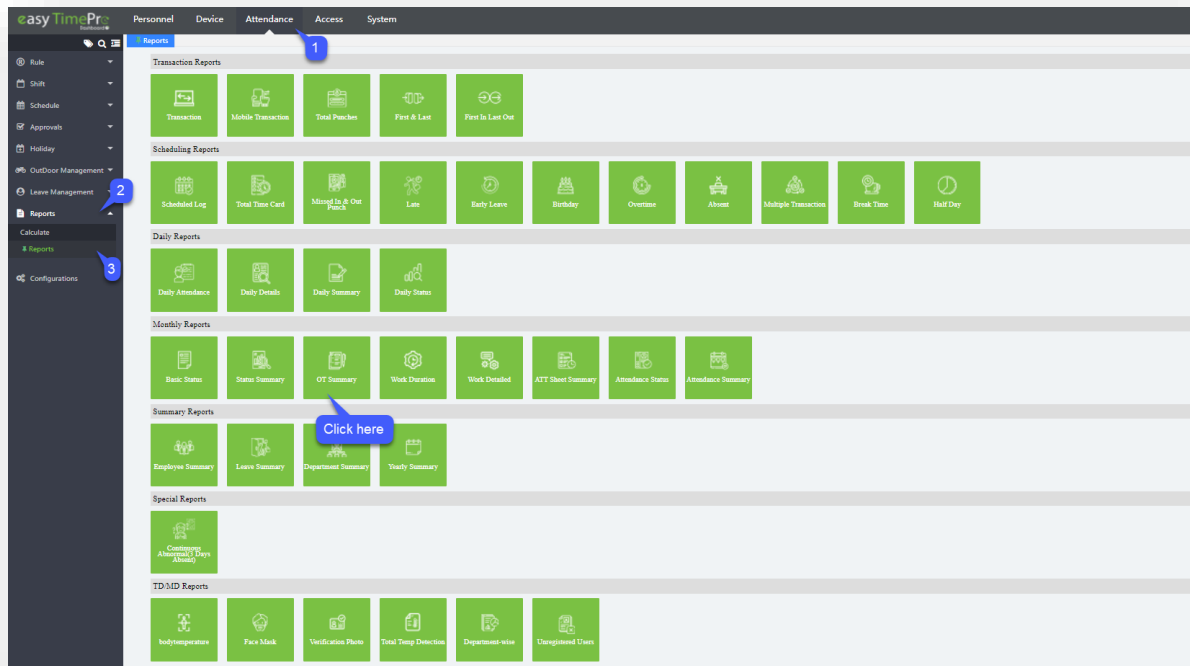 easy TimePro
Dashboard
Personnel Device Attendance Access System
Reports
1
Rule
Shift
Schedule
Approvals
Holiday
OutDoor Management
Leave Management
2
Reports
Calculate
Reports
3
Configurations
Transaction Reports
Transaction
Mobile Transaction
Total Punches
First & Last
First In Last Out
Scheduling Reports
Scheduled Log
Total Time Card
Missed In & Out
Punch
Late
Early Leave
Birthday
Overtime
Absent
Multiple Transaction
Break Time
Half Day
Daily Reports
Daily Attendance
Daily Details
Daily Summary
Daily Status
Monthly Reports
Basic Status
Status Summary
OT Summary
Work Duration
Work Detailed
ATT Sheet Summary
Attendance Status
Attendance Summary
Click here
Summary Reports
Employee Summary
Leave Summary
Department Summary
Yearly Summary
Special Reports
Continuous
Abnormal(3 Days
Absent)
TD/MD Reports
bodytemperature
Face Mask
Verification Photo
Total Temp Detection
Department-wise
Unregistered Users